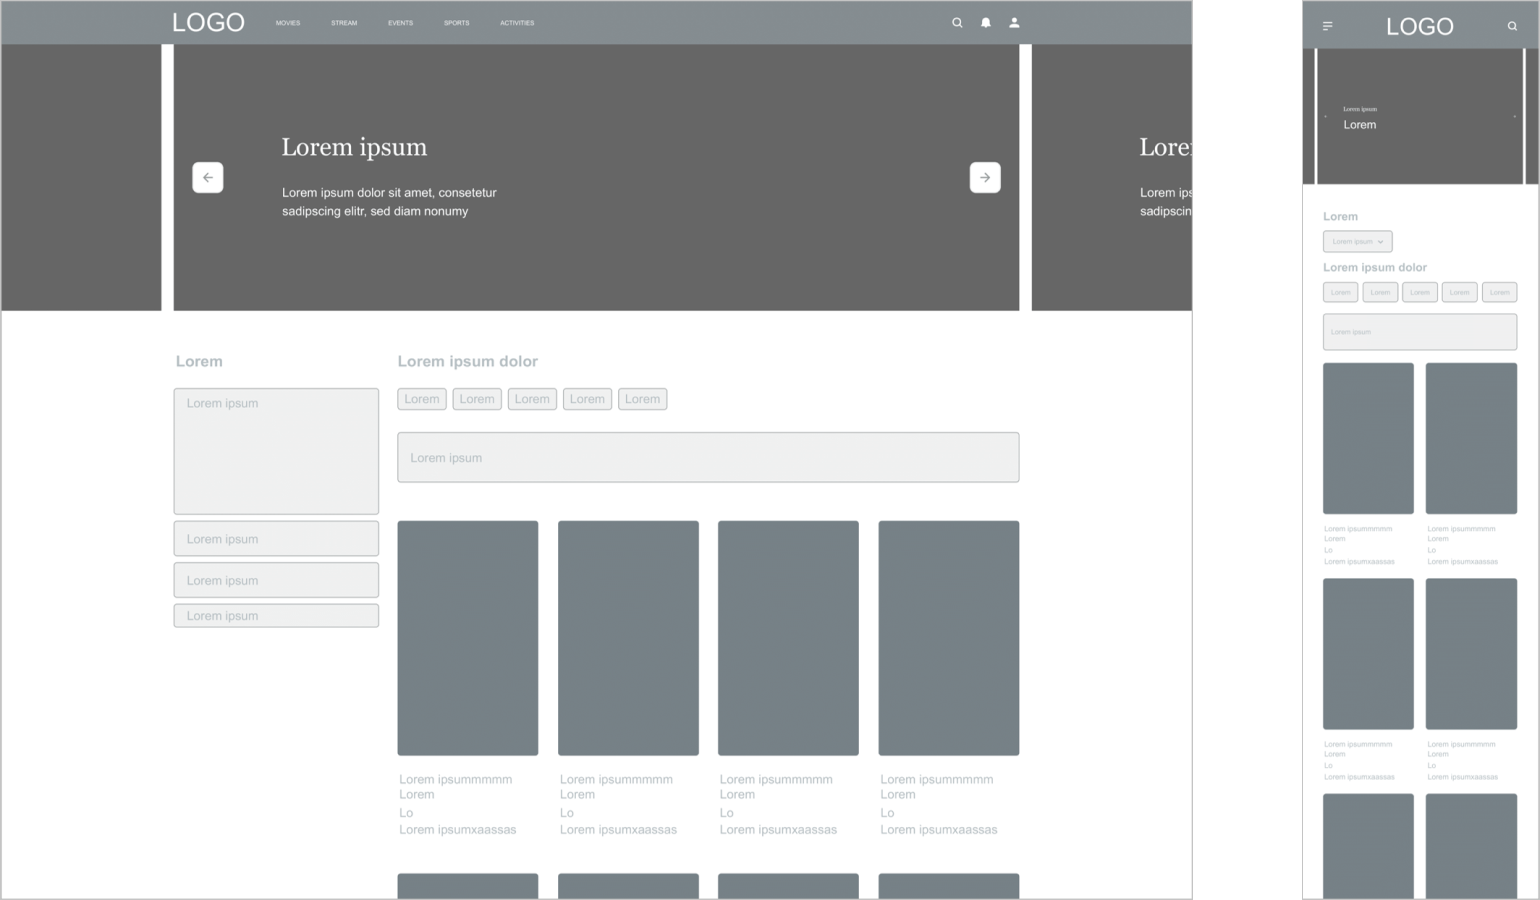 LOGO
MOVIES
STREAM
EVENTS
SPORTS
ACTIVITIES
Lorem ipsum
Lorem ipsum dolor sit amet, consetetur
sadipscing elitr, sed diam nonumy
Lore
Lorem ips
sadipscin
Lorem
Lorem ipsum
Lorem ipsum
Lorem ipsum
Lorem ipsum
Lorem ipsum dolor
Lorem
Lorem
Lorem
Lorem
Lorem
Lorem ipsum
Lorem ipsummmmm
Lorem
Lo
Lorem ipsumxaassas
Lorem ipsummmmm
Lorem
Lo
Lorem ipsumxaassas
Lorem ipsummmmm
Lorem
Lo
Lorem ipsumxaassas
Lorem ipsummmmm
Lorem
Lo
Lorem ipsumxaassas
LOGO
Lorem ipsum
Lorem
Lorem
Lorem ipsum
Lorem ipsum dolor
Lorem
Lorem
Lorem
Lorem
Lorem
Lorem ipsum
Lorem ipsummmmm
Lorem
Lo
Lorem ipsumxaassas
Lorem ipsummmmm
Lorem
Lo
Lorem ipsumxaassas
Lorem ipsummmmm
Lorem
Lo
Lorem ipsumxaassas
Lorem ipsummmmm
Lorem
Lo
Lorem ipsumxaassas